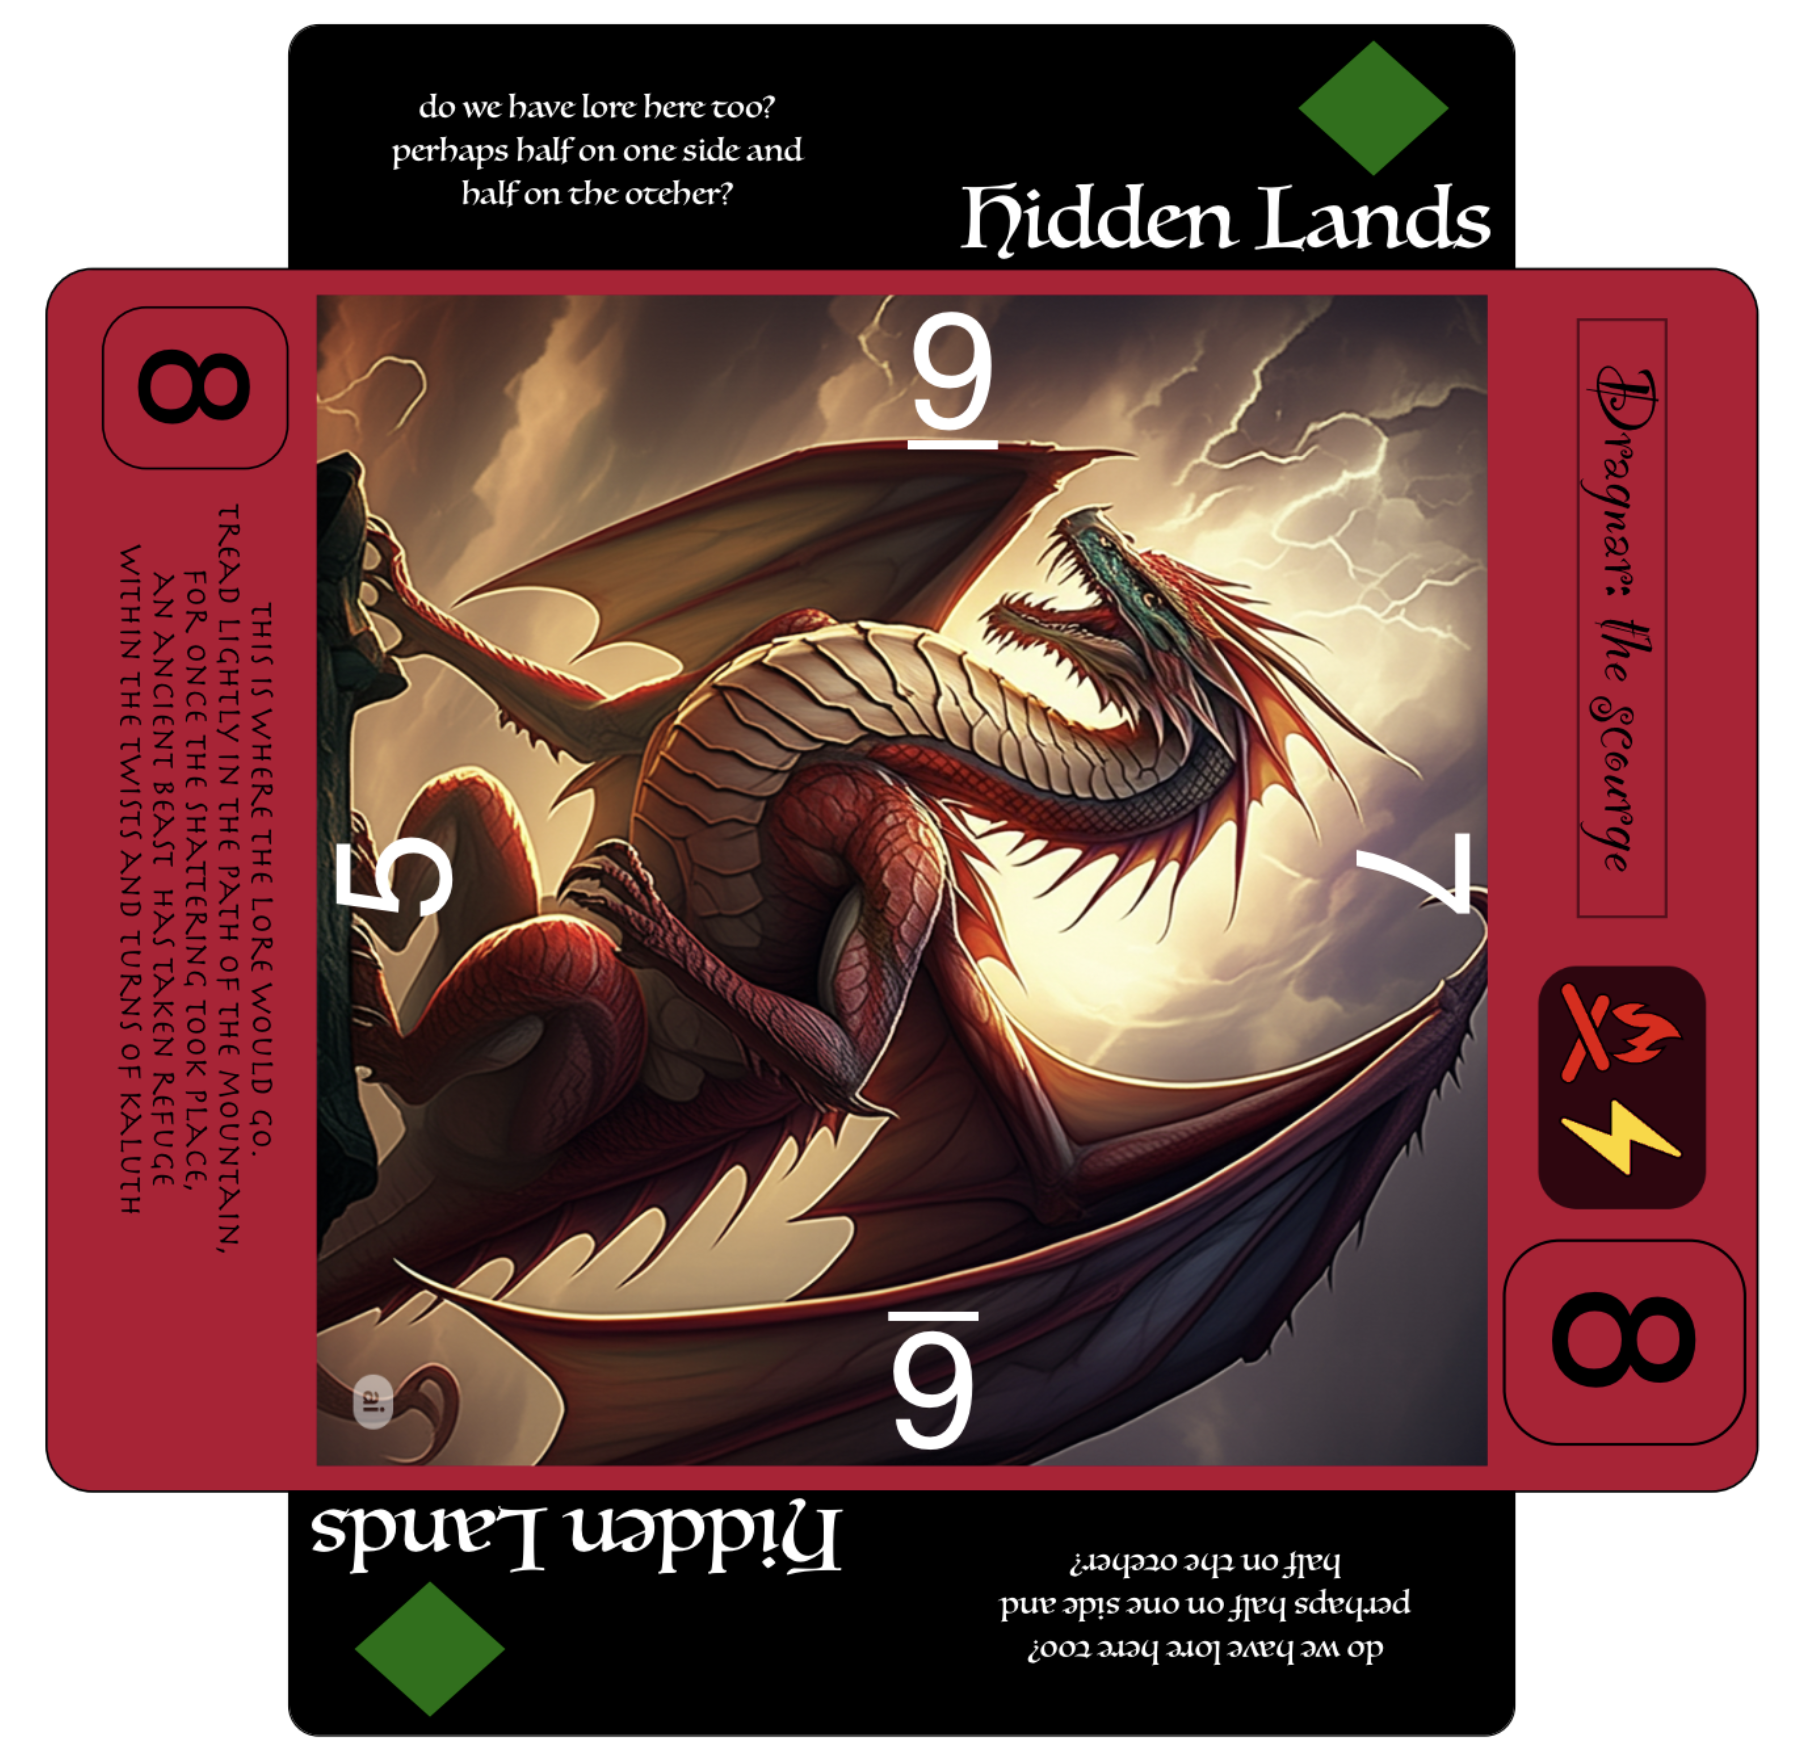 do we have lore here too?
perhaps half on one side and
half on the oteher?
Hidden Lands
Dragnar: the Scourge
8
9
7
5
6
8
THIS IS WHERE THE LORE WOULD GO.
TREAD LIGHTLY IN THE PATH OF THE MOUNTAIN,
FOR ONCE THE SHATTERING TOOK PLACE,
AN ANCIENT BEAST HAS TAKEN REFUGE
WITHIN THE TWISTS AND TURNS OF KALUTH
ai
Hidden Lands
do we have lore here too?
perhaps half on one side and
half on the oteher?